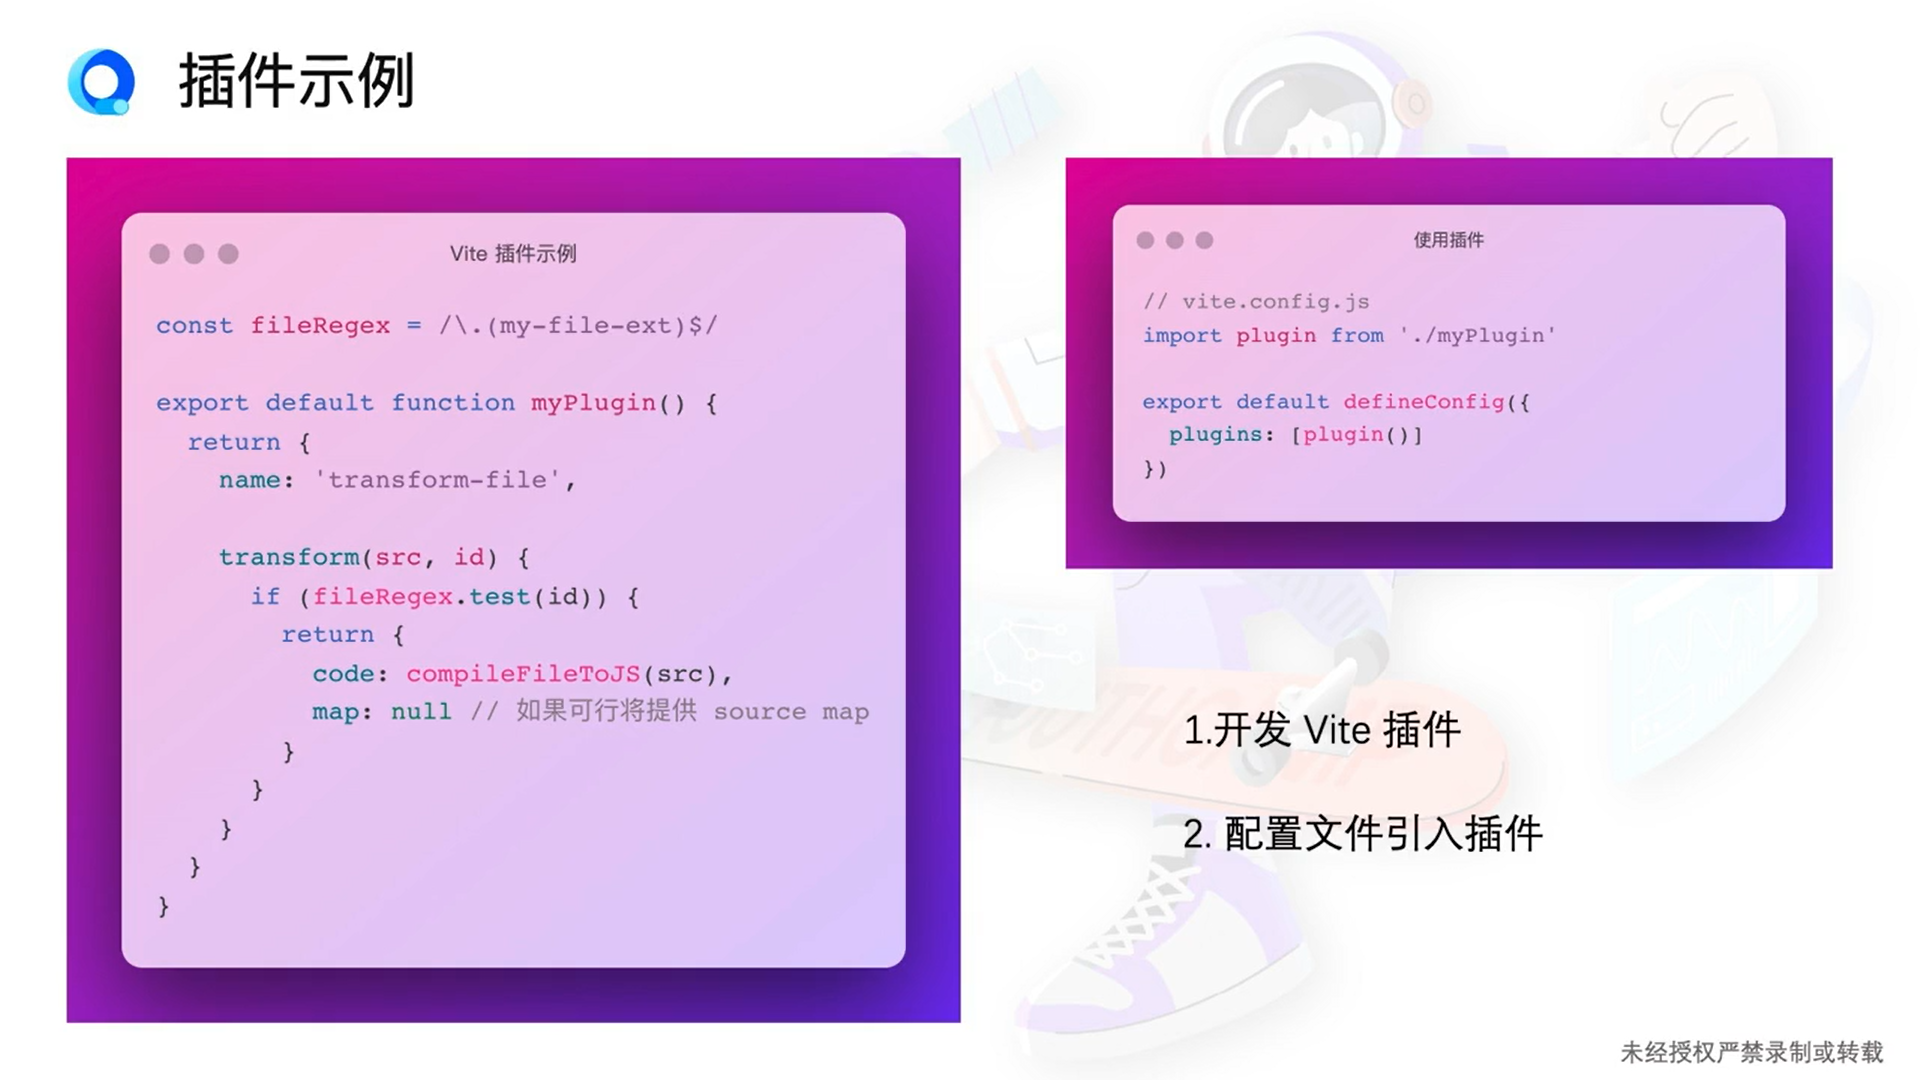 插件示例
Vite 插件示例
const fileRegex = /\.(my-file-ext)$/
export default function myPlugin() {
return {
name: 'transform-file',
transform(src, id) {
if (fileRegex.test(id)) {
return {
code: compileFileToJS(src),
map: null // 如果可行将提供 source map
}
}
}
}
}
使用插件
// vite.config.js
import plugin from './myPlugin'
export default defineConfig({
plugins: [plugin()]
})
1.开发 Vite 插件
2. 配置文件引入插件
未经授权严禁录制或转载